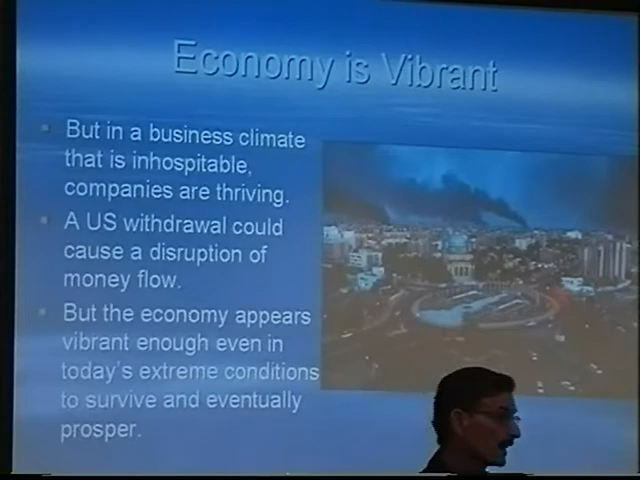 Economy is Vibrant
But in a business climate
that is inhospitable,
companies are thriving.
A US withdrawal could
cause a disruption of
money flow.
But the economy appears
vibrant enough even in
today's extreme conditions
to survive and eventually
prosper.